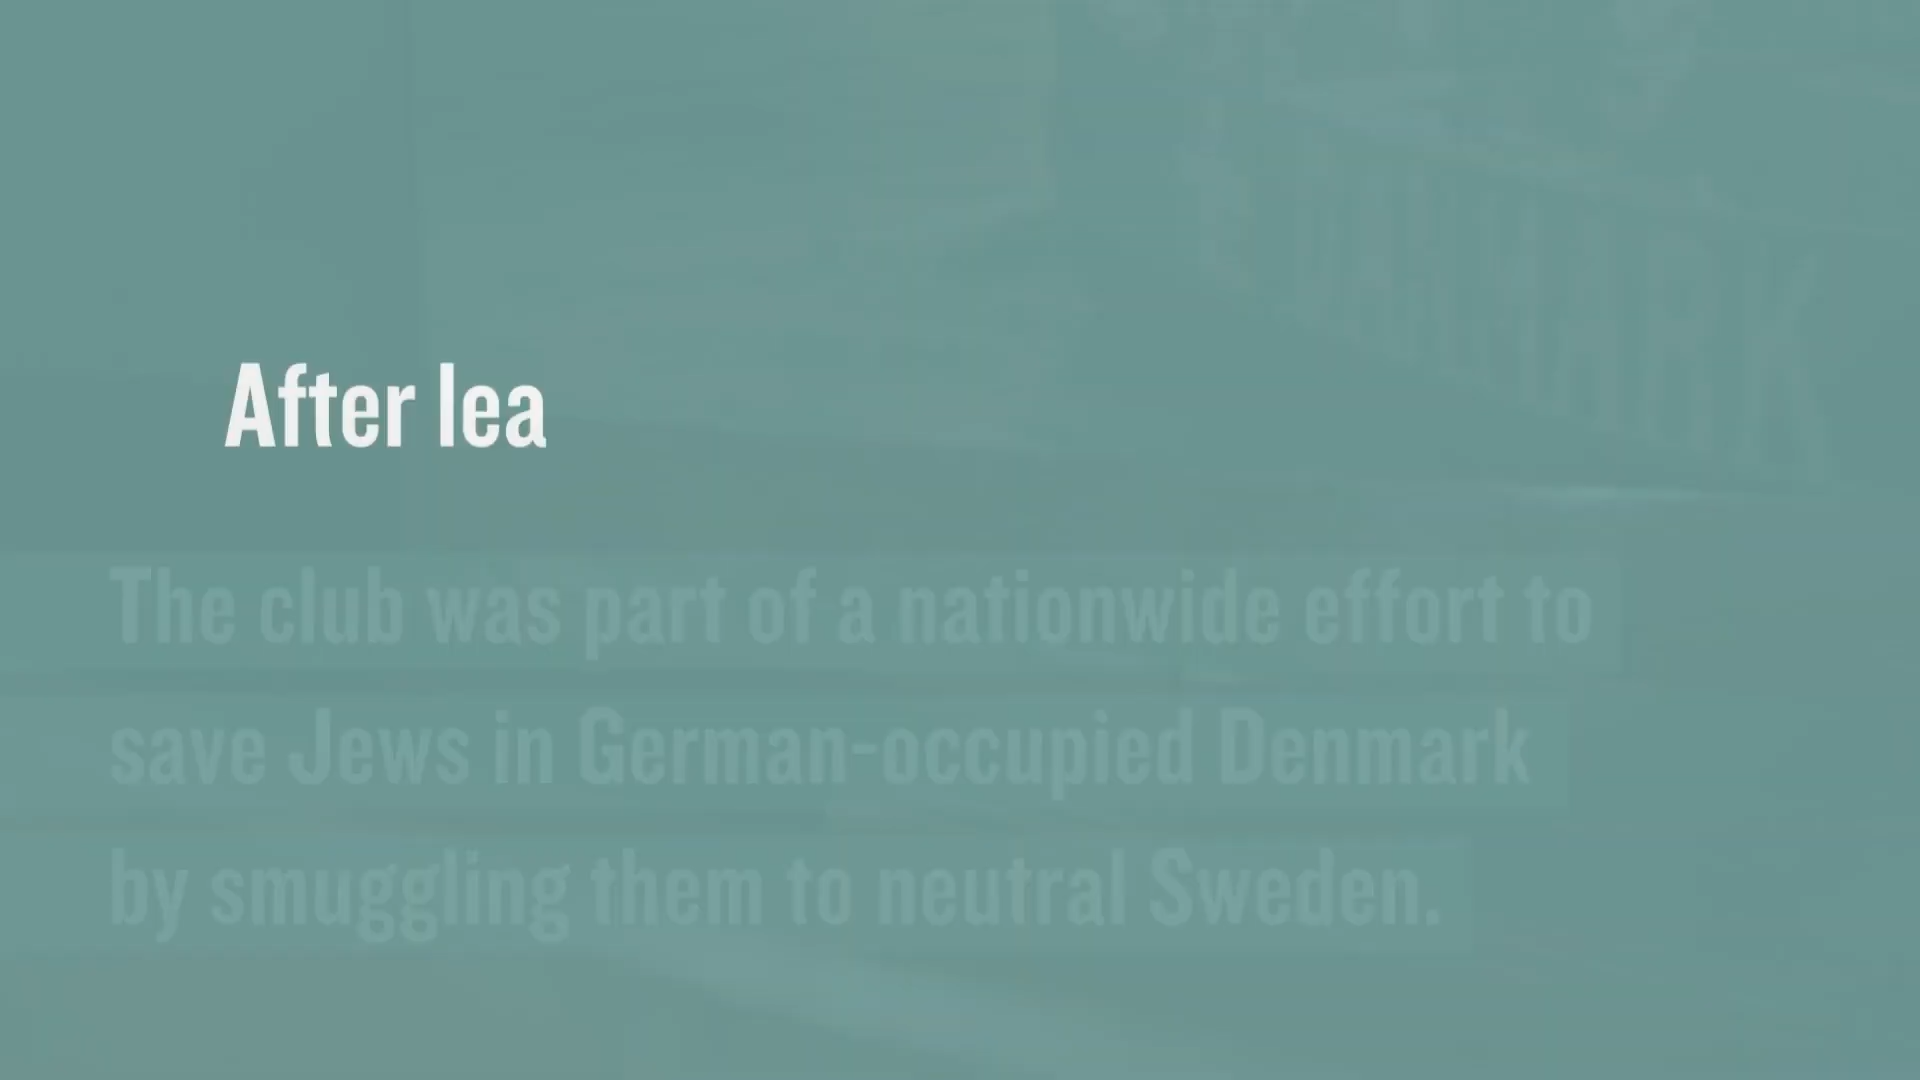 After lea
The club was part of a nationwide effort to
save Jews in German-occupied Denmark
by smuggling them to neutral Sweden.